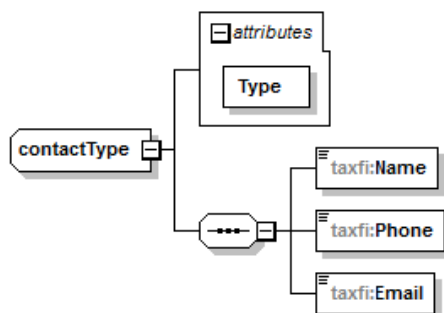 attributes
Type
contactType
taxfi:Name
taxfi:Phone
taxfi:Email